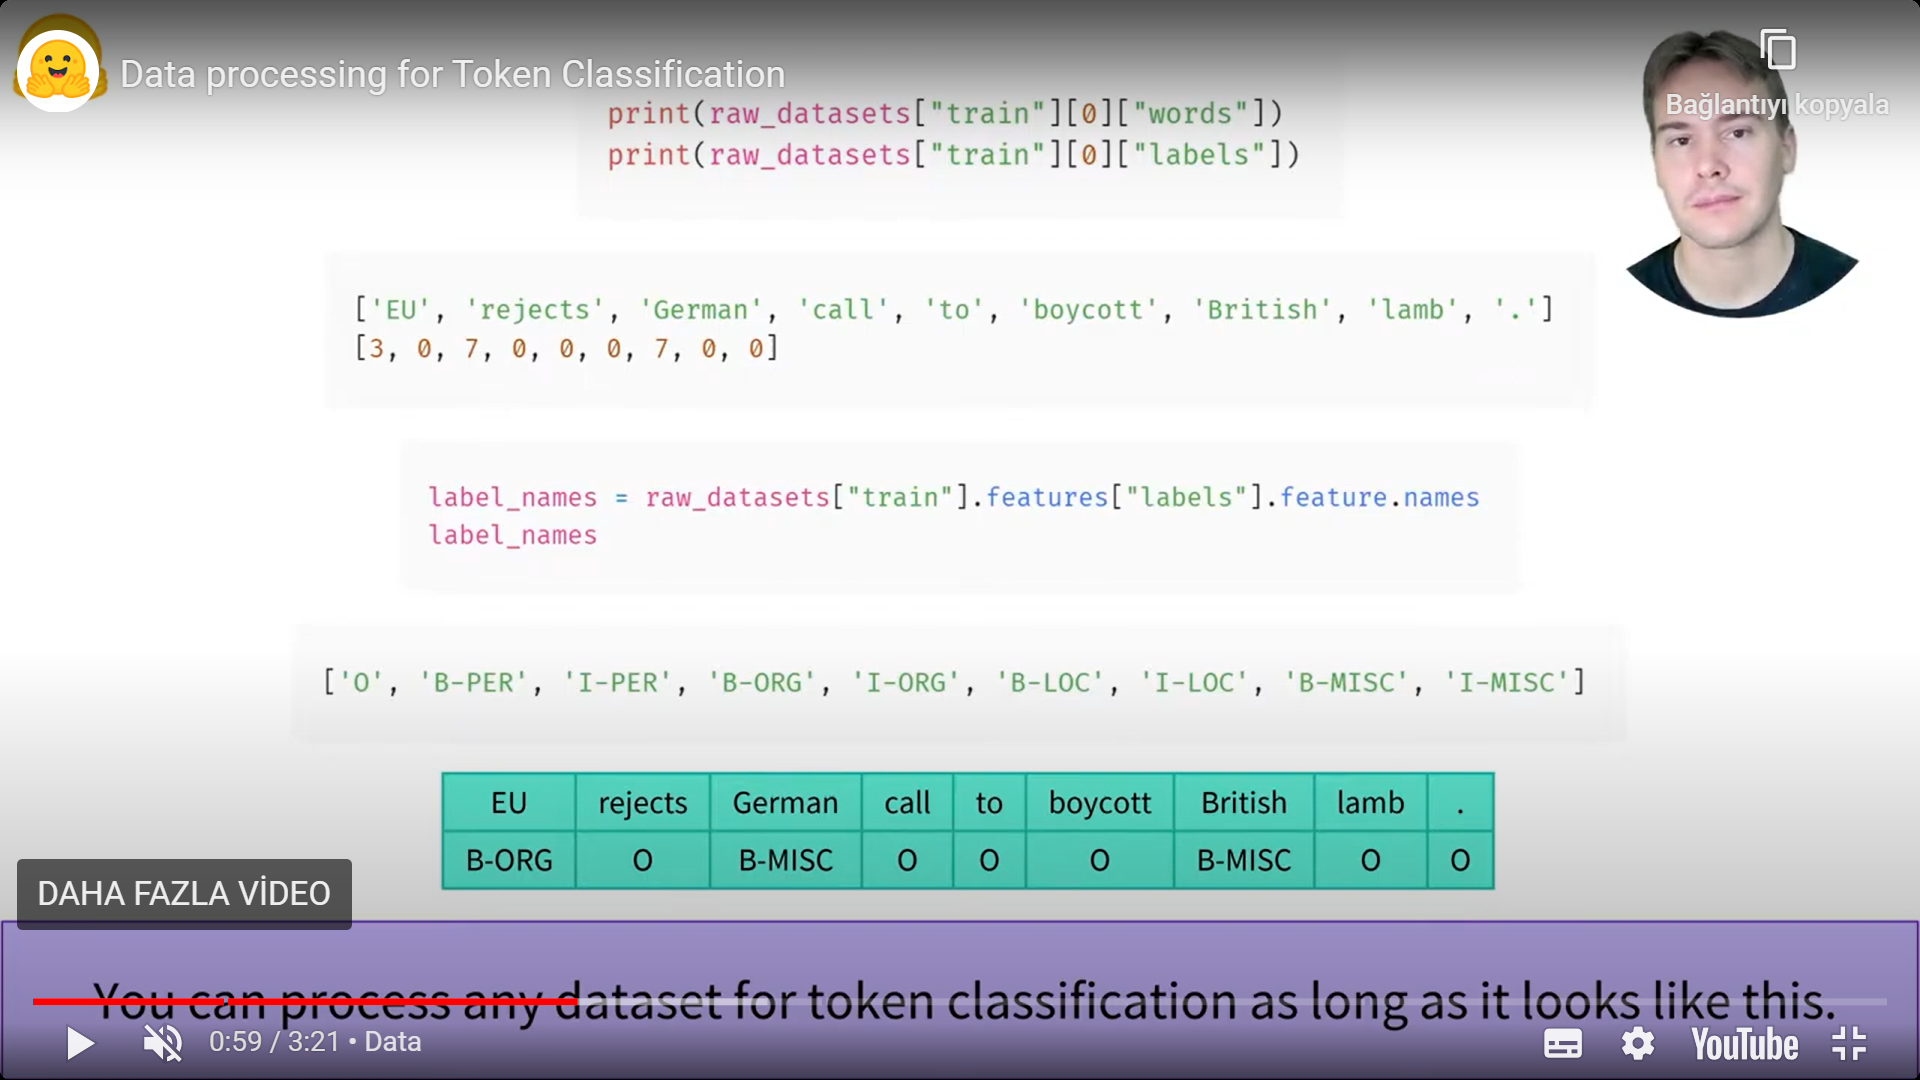 Data processing for Token Classification
Bağlantıyı kopyala
print(raw_datasets["train"][0]["words"])
print(raw_datasets["train"][0]["labels"])
['EU', 'rejects', 'German', 'call', 'to', 'boycott', 'British', 'lamb', '.']
[3, 0, 7, 0, 0, 0, 7, 0, 0]
label_names = raw_datasets["train"].features["labels"].feature.names
label_names
['O', 'B-PER', 'I-PER', 'B-ORG', 'I-ORG', 'B-LOC', 'I-LOC', 'B-MISC', 'I-MISC']
EU rejects German call to boycott British lamb .
B-ORG O B-MISC O O O B-MISC O O
DAHA FAZLA VİDEO
You can process any dataset for token classification as long as it looks like this.
0:59 / 3:21 • Data
YouTube